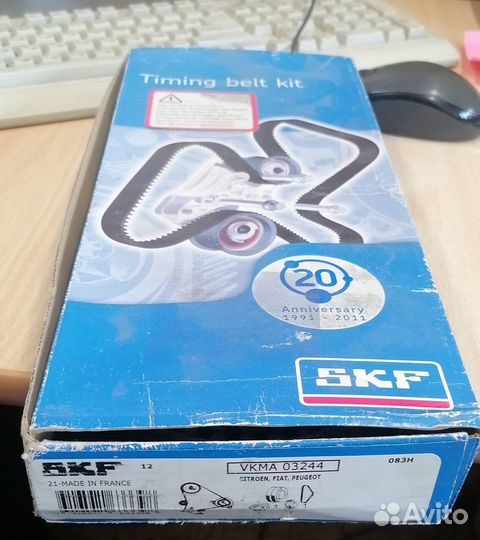 Timing belt kit
20
Anniversary
1991 - 2011
SKF
SKF 12 VKMA 03244 083H
21-MADE IN FRANCE CITROEN, FIAT, PEUGEOT
Avito